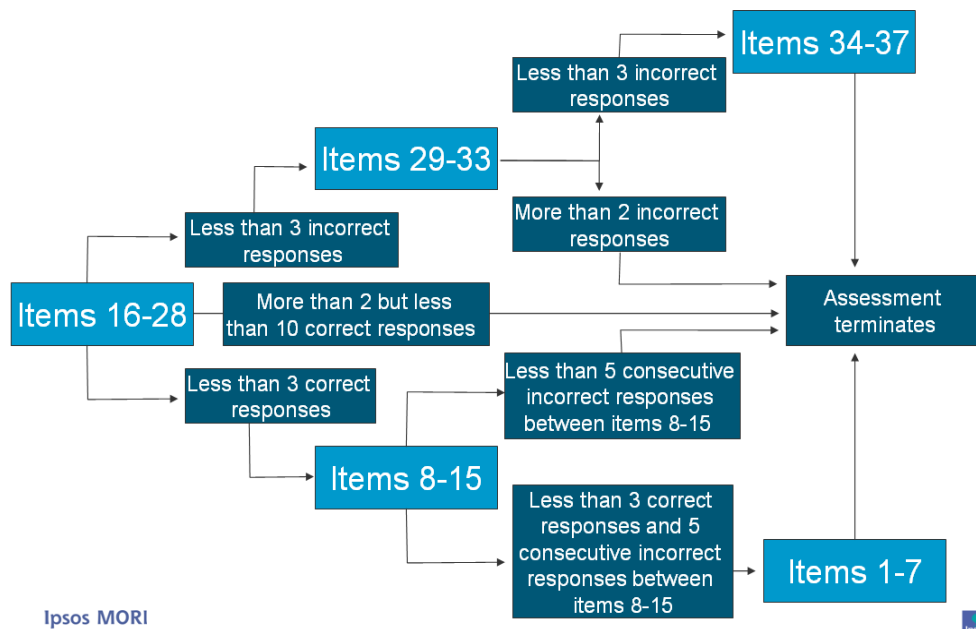 Items 34-37
Less than 3 incorrect
responses
Items 29-33
More than 2 incorrect
responses
Less than 3 incorrect
responses
Items 16-28
More than 2 but less
than 10 correct responses
Assessment
terminates
Less than 3 correct
responses
Less than 5 consecutive
incorrect responses
between items 8-15
Items 8-15
Less than 3 correct
responses and 5
consecutive incorrect
responses between
items 8-15
Items 1-7
Ipsos MORI